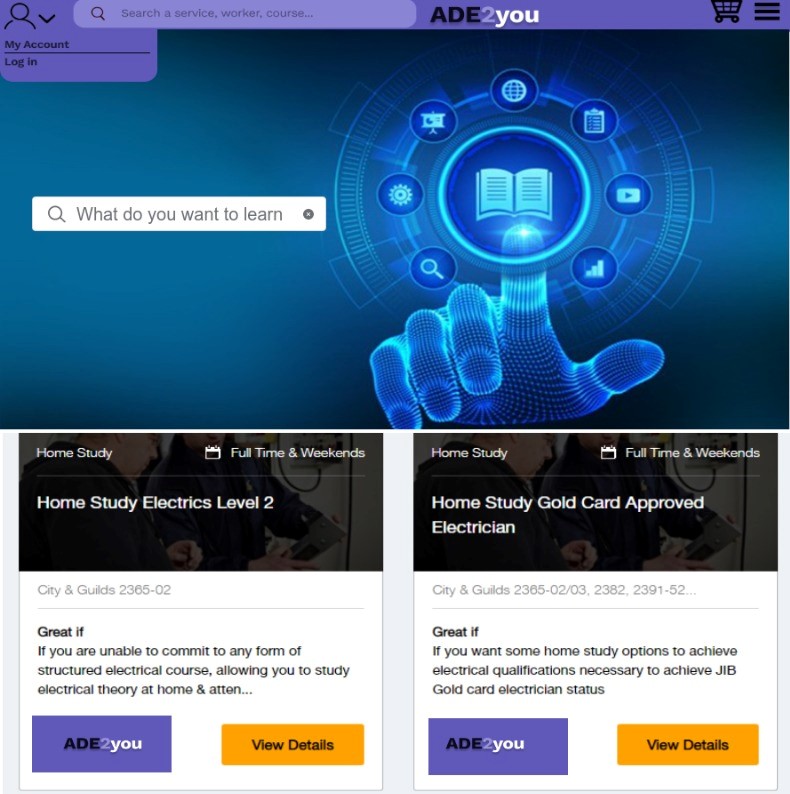 Search a service, worker, course...
ADE2you
My Account
Log in
What do you want to learn
Home Study
Full Time & Weekends
Home Study Electrics Level 2
City & Guilds 2365-02
Great if
If you are unable to commit to any form of
structured electrical course, allowing you to study
electrical theory at home & atten...
ADE2you
View Details
Home Study
Full Time & Weekends
Home Study Gold Card Approved
Electrician
City & Guilds 2365-02/03, 2382, 2391-52...
Great if
If you want some home study options to achieve
electrical qualifications necessary to achieve JIB
Gold card electrician status
ADE2you
View Details